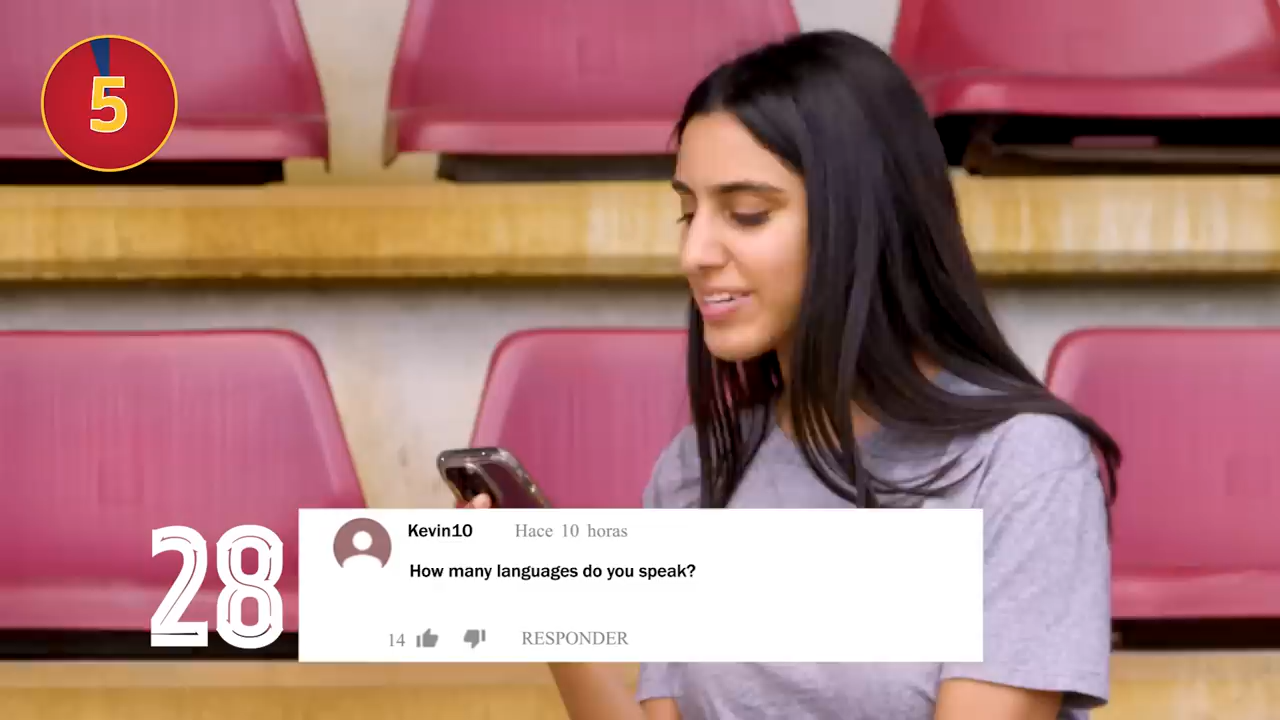 5
28
Kevin10 Hace 10 horas
How many languages do you speak?
14 RESPONDER